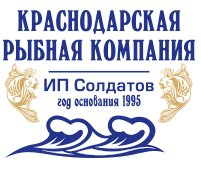 КРАСНОДАРСКАЯ
РЫБНАЯ КОМПАНИЯ
ИП Солдатов
год основания 1995